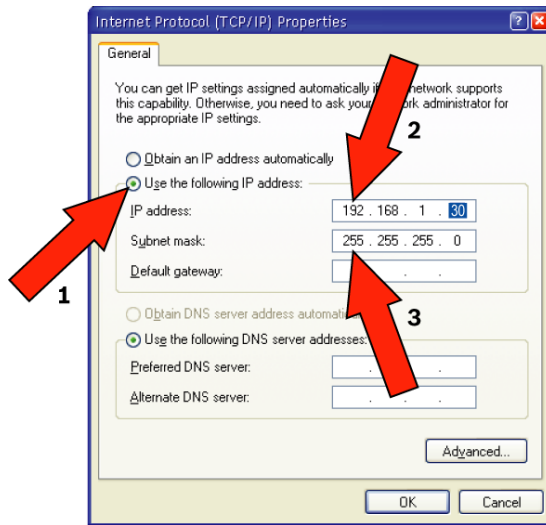 Internet Protocol (TCP/IP) Properties
General
You can get IP settings assigned automatically if network supports
this capability. Otherwise, you need to ask your administrator for
the appropriate IP settings.
2
Obtain an IP address automatically
Use the following IP address:
IP address: 192 . 168 . 1 . 30
Subnet mask: 255 . 255 . 255 . 0
Default gateway: . . .
1
3
Obtain DNS server address
Use the following DNS server addresses:
Preferred DNS server: . . .
Alternate DNS server: . . .
Advanced...
OK Cancel